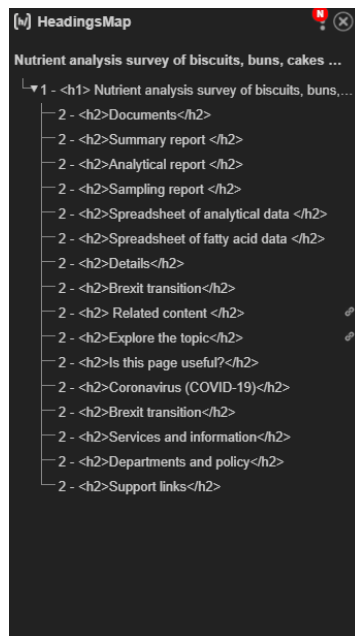 [h/] HeadingsMap
N
Nutrient analysis survey of biscuits, buns, cakes ...
1 - <h1> Nutrient analysis survey of biscuits, buns,...
2 - <h2>Documents</h2>
2 - <h2>Summary report </h2>
2 - <h2>Analytical report </h2>
2 - <h2>Sampling report </h2>
2 - <h2>Spreadsheet of analytical data </h2>
2 - <h2>Spreadsheet of fatty acid data </h2>
2 - <h2>Details</h2>
2 - <h2>Brexit transition</h2>
2 - <h2> Related content </h2>
2 - <h2>Explore the topic</h2>
2 - <h2>Is this page useful?</h2>
2 - <h2>Coronavirus (COVID-19)</h2>
2 - <h2>Brexit transition</h2>
2 - <h2>Services and information</h2>
2 - <h2>Departments and policy</h2>
2 - <h2>Support links</h2>